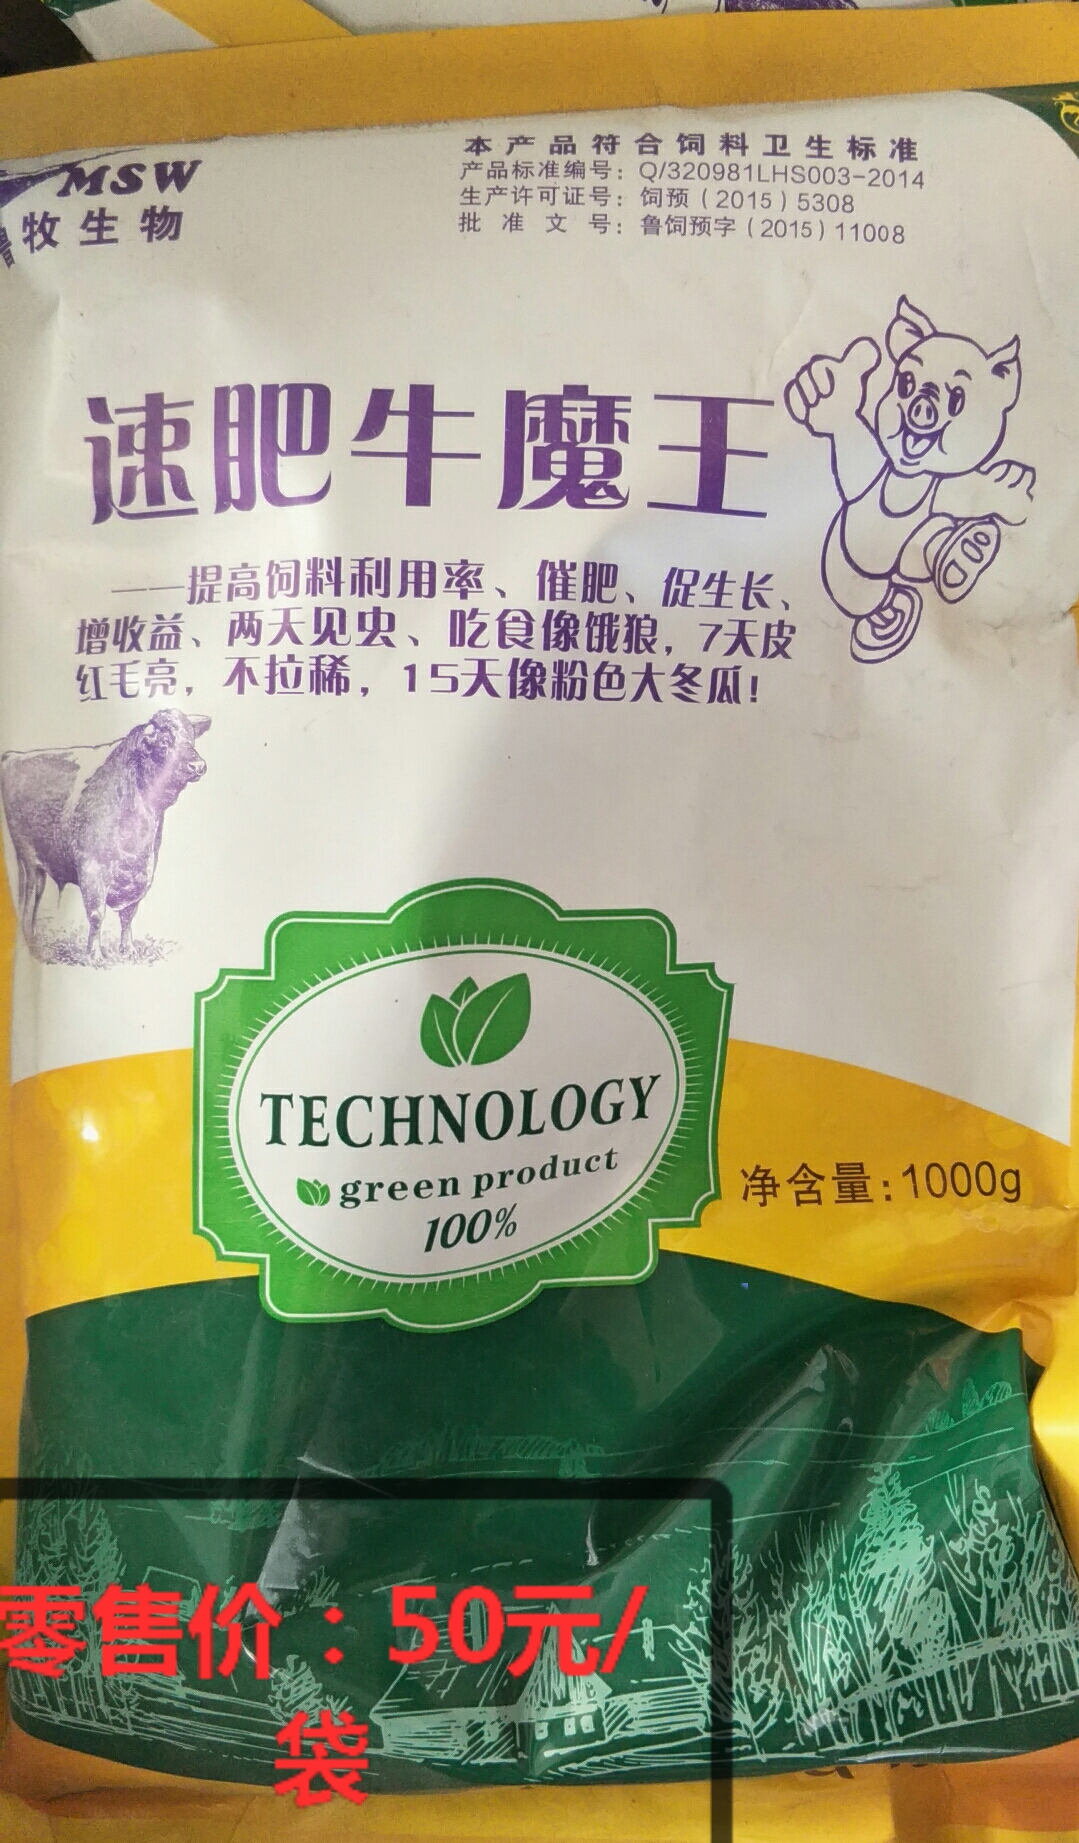 MSW
牧生物
本产品符合饲料卫生标准
产品标准编号：Q/320981LHS003-2014
生产许可证号：饲预（2015）5308
批准文号：鲁饲预字（2015）11008
速肥牛魔王
——提高饲料利用率、催肥、促生长、
增收益、两天见虫、吃食像饿狼，7天皮
红毛亮，不拉稀，15天像粉色大冬瓜！
TECHNOLOGY
green product
100%
净含量：1000g
零售价：50元/
袋